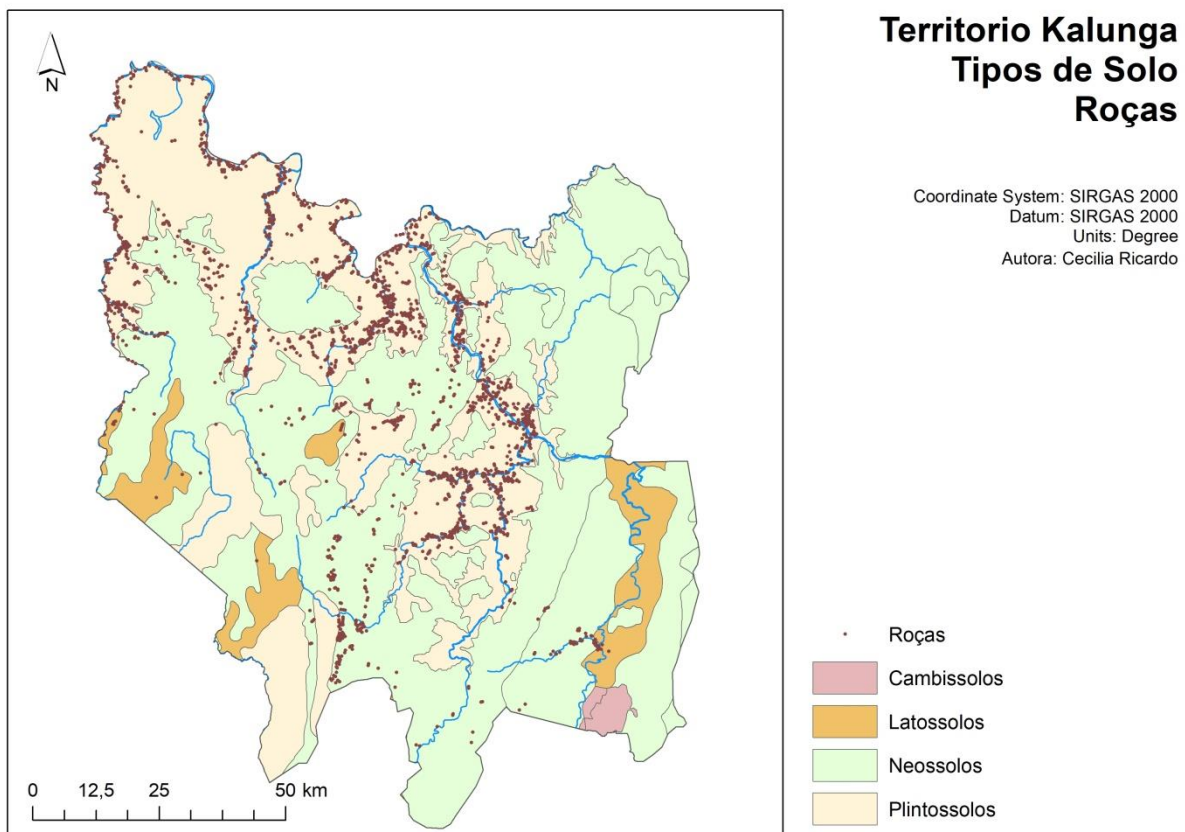 Territorio Kalunga
Tipos de Solo
Roças
Coordinate System: SIRGAS 2000
Datum: SIRGAS 2000
Units: Degree
Autora: Cecilia Ricardo
N
Roças
Cambissolos
Latossolos
Neossolos
Plintossolos
0 12,5 25 50 km